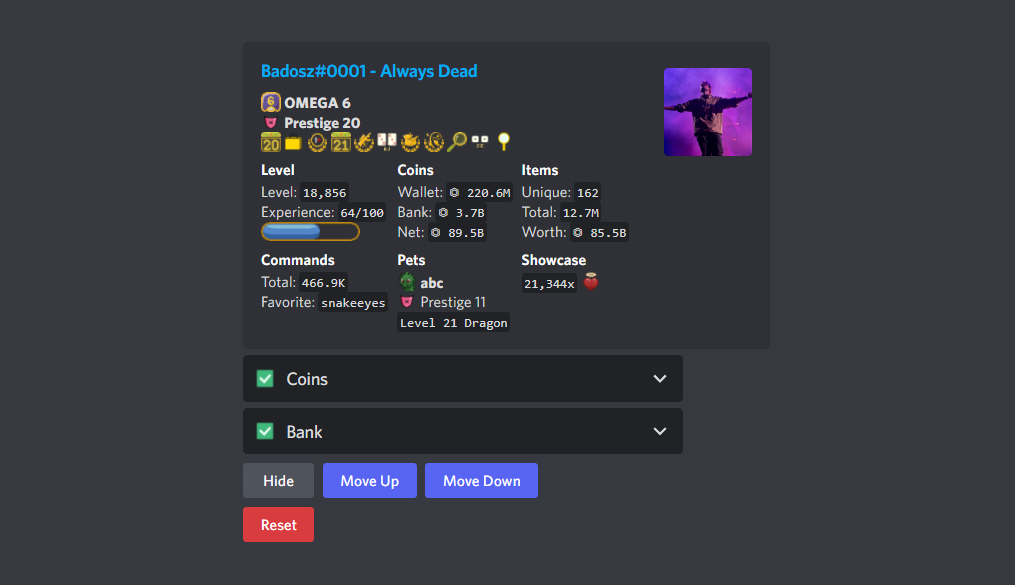 Badosz#0001 - Always Dead
6 OMEGA 6
Prestige 20
20 21
Level Coins Items
Level: 18,856 Wallet: 220.6M Unique: 162
Experience: 64/100 Bank: 3.7B Total: 12.7M
Net: 89.5B Worth: 85.5B
Commands Pets Showcase
Total: 466.9K abc 21,344x
Favorite: snakeeyes Prestige 11
Level 21 Dragon
Coins
Bank
Hide Move Up Move Down
Reset